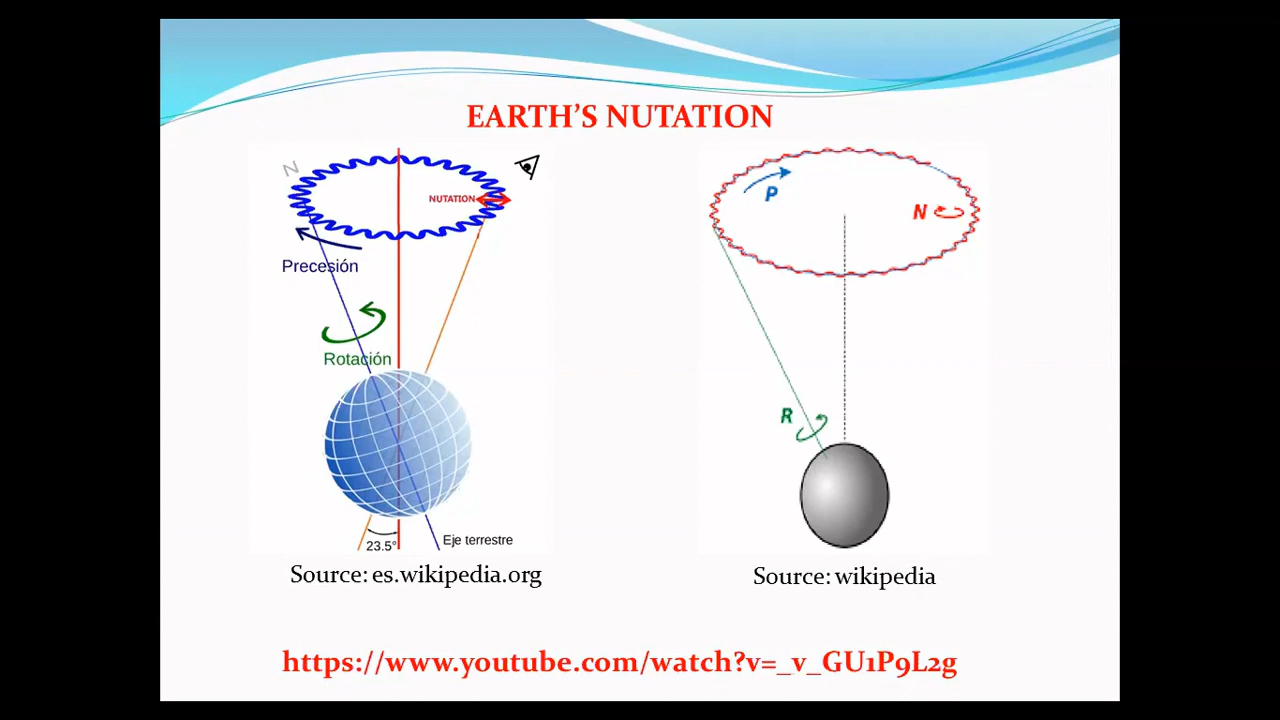 EARTH'S NUTATION
N
NUTATION
Precesión
Rotación
23.5°
Eje terrestre
Source: es.wikipedia.org
P
N
R
Source: wikipedia
https://www.youtube.com/watch?v=_v_GU1P9L2g